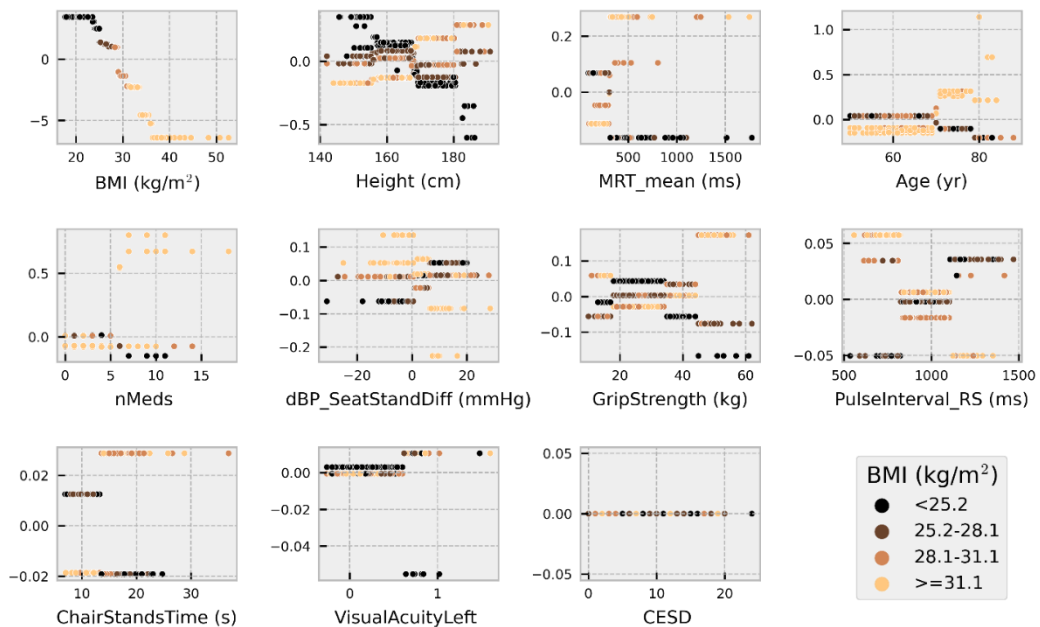 0
−5
20 30 40 50
BMI (kg/m²)
0.0
−0.5
140 160 180
Height (cm)
0.2
0.0
500 1000 1500
MRT_mean (ms)
1.0
0.5
0.0
60 80
Age (yr)
0.5
0.0
0 5 10 15
nMeds
0.1
0.0
−0.1
−0.2
−20 0 20
dBP_SeatStandDiff (mmHg)
0.1
0.0
−0.1
20 40 60
GripStrength (kg)
0.05
0.00
−0.05
500 1000 1500
PulseInterval_RS (ms)
0.02
0.00
−0.02
10 20 30
ChairStandsTime (s)
0.00
−0.02
−0.04
0 1
VisualAcuityLeft
0.05
0.00
−0.05
0 10 20
CESD
BMI (kg/m²)
<25.2
25.2-28.1
28.1-31.1
>=31.1